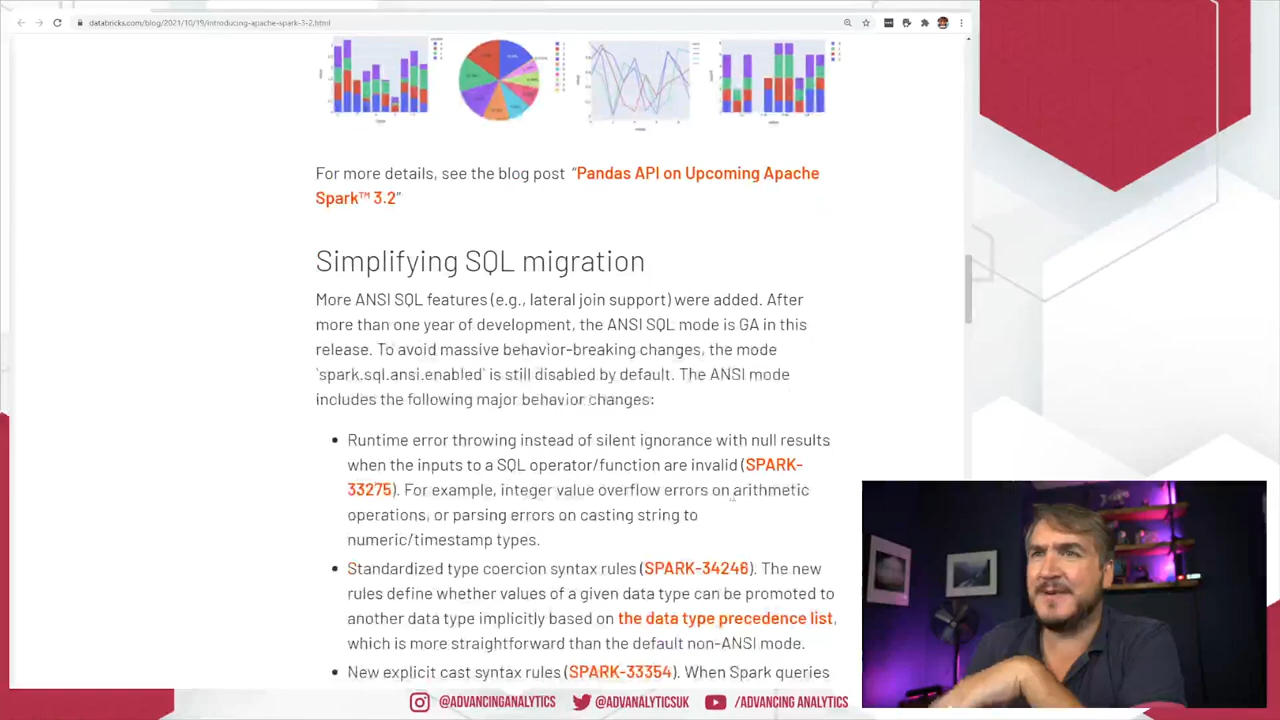 databricks.com/blog/2021/10/19/introducing-apache-spark-3-2.html
For more details, see the blog post “Pandas API on Upcoming Apache
Spark™ 3.2”
Simplifying SQL migration
More ANSI SQL features (e.g., lateral join support) were added. After
more than one year of development, the ANSI SQL mode is GA in this
release. To avoid massive behavior-breaking changes, the mode
`spark.sql.ansi.enabled` is still disabled by default. The ANSI mode
includes the following major behavior changes:
• Runtime error throwing instead of silent ignorance with null results
when the inputs to a SQL operator/function are invalid (SPARK-
33275). For example, integer value overflow errors on arithmetic
operations, or parsing errors on casting string to
numeric/timestamp types.
• Standardized type coercion syntax rules (SPARK-34246). The new
rules define whether values of a given data type can be promoted to
another data type implicitly based on the data type precedence list,
which is more straightforward than the default non-ANSI mode.
• New explicit cast syntax rules (SPARK-33354). When Spark queries
@ADVANCINGANALYTICS @ADVANALYTICSUK /ADVANCING ANALYTICS